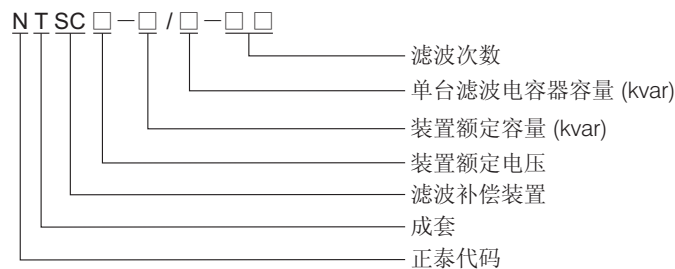 N T SC □－□ / □－□ □
滤波次数
单台滤波电容器容量 (kvar)
装置额定容量 (kvar)
装置额定电压
滤波补偿装置
成套
正泰代码